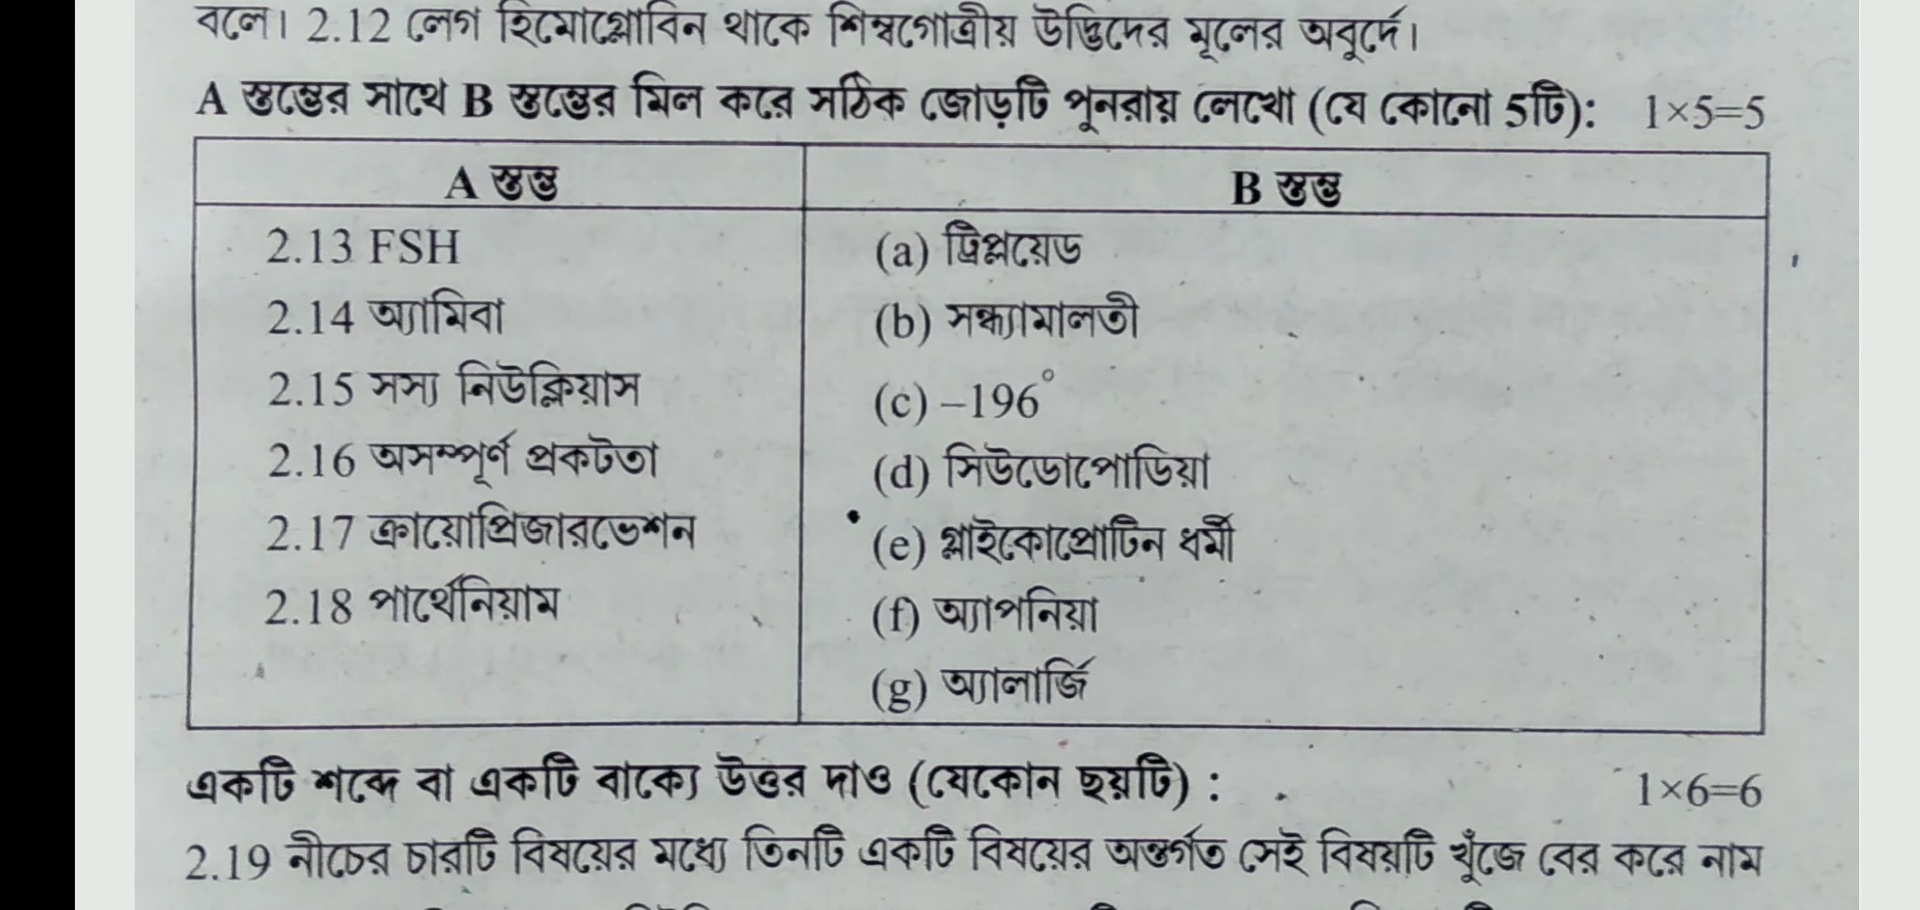 বলে। 2.12 লেগ হিমোগ্লোবিন থাকে শিম্বগোত্রীয় উদ্ভিদের মূলের অবুর্দে।
A স্তম্ভের সাথে B স্তম্ভের মিল করে সঠিক জোড়টি পুনরায় লেখো (যে কোনো 5টি): 1×5=5
A স্তম্ভ
B স্তম্ভ
2.13 FSH
(a) ট্রিপ্লয়েড
2.14 অ্যামিবা
(b) সন্ধ্যামালতী
2.15 সস্য নিউক্লিয়াস
(c) –196°
2.16 অসম্পূর্ণ প্রকটতা
(d) সিউডোপোডিয়া
2.17 ক্রায়োপ্রিজারভেশন
(e) গ্লাইকোপ্রোটিন ধর্মী
2.18 পার্থেনিয়াম
(f) অ্যাপনিয়া
(g) অ্যালার্জি
একটি শব্দে বা একটি বাক্যে উত্তর দাও (যেকোন ছয়টি) : 1×6=6
2.19 নীচের চারটি বিষয়ের মধ্যে তিনটি একটি বিষয়ের অন্তর্গত সেই বিষয়টি খুঁজে বের করে নাম